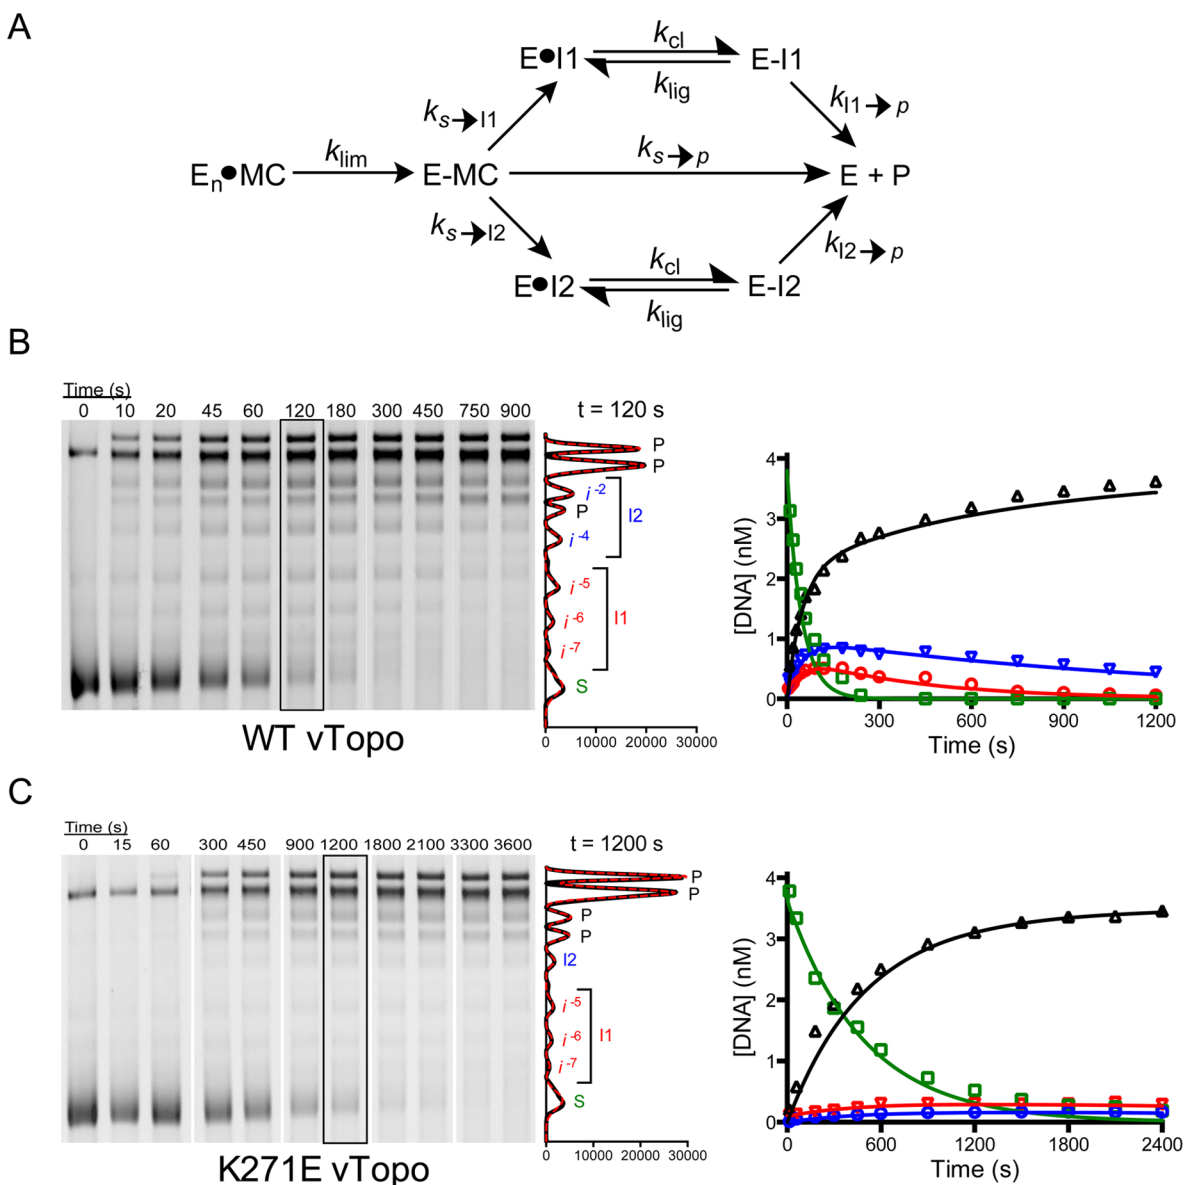 A
E●I1 kcl klig E-I1
ks→I1 kI1→p
En●MC klim E-MC ks→p E + P
ks→I2 kI2→p
E●I2 kcl klig E-I2
B
Time (s)
0 10 20 45 60 120 180 300 450 750 900 t = 120 s
P
P
i-2
P
I2
i-4
i-5
i-6 I1
i-7
S
0 10000 20000 30000
WT vTopo
[DNA] (nM)
4
3
2
1
0
0 300 600 900 1200
Time (s)
C
Time (s)
0 15 60 300 450 900 1200 1800 2100 3300 3600 t = 1200 s
P
P
P
P
I2
i-5
i-6 I1
i-7
S
0 10000 20000 30000
K271E vTopo
[DNA] (nM)
4
3
2
1
0
0 600 1200 1800 2400
Time (s)